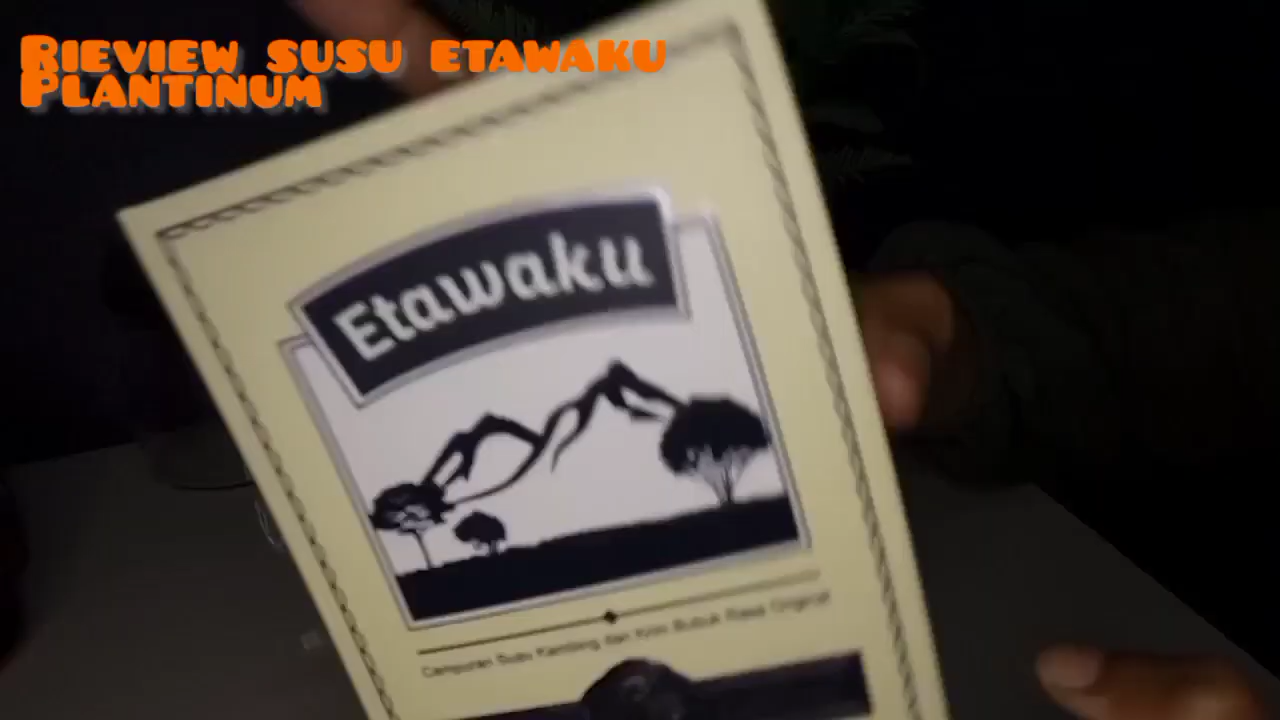 RIEVIEW SUSU ETAWAKU
PLANTINUM
Etawaku
Campuran Susu Kambing dan Krim Bubuk Rasa Original